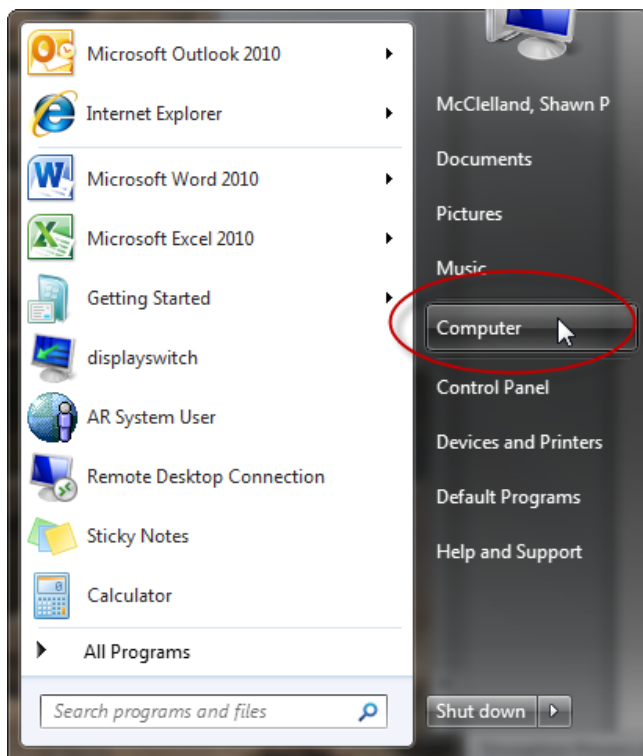 Microsoft Outlook 2010
Internet Explorer
Microsoft Word 2010
Microsoft Excel 2010
Getting Started
displayswitch
AR System User
Remote Desktop Connection
Sticky Notes
Calculator
All Programs
Search programs and files
McClelland, Shawn P
Documents
Pictures
Music
Computer
Control Panel
Devices and Printers
Default Programs
Help and Support
Shut down